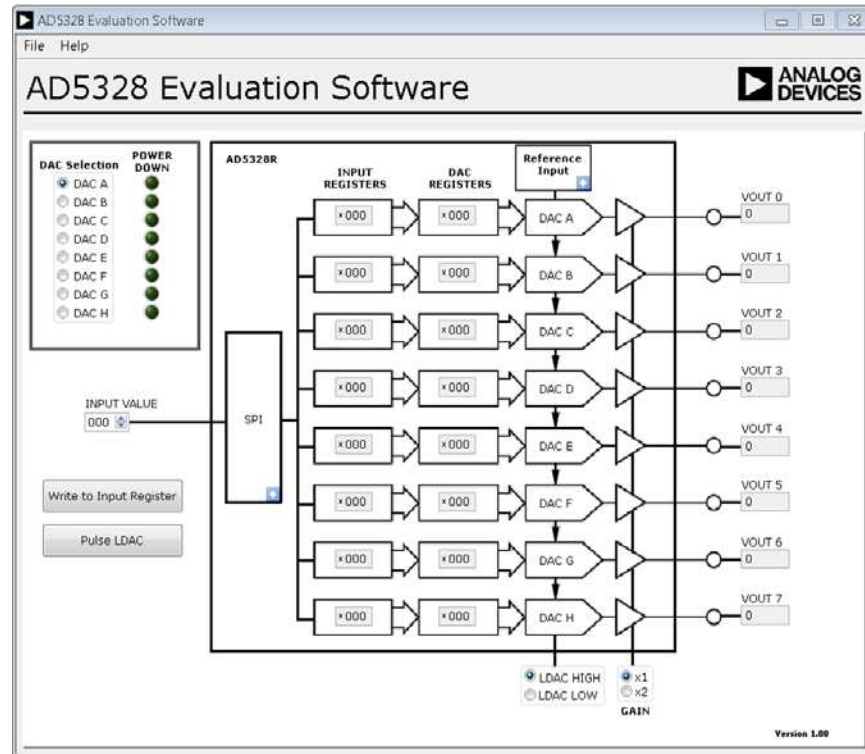 AD5328 Evaluation Software
File Help
AD5328 Evaluation Software
ANALOG
DEVICES
DAC Selection
POWER
DOWN
DAC A
DAC B
DAC C
DAC D
DAC E
DAC F
DAC G
DAC H
AD5328R
INPUT
REGISTERS
DAC
REGISTERS
Reference
Input
x000 x000 DAC A
VOUT 0
0
x000 x000 DAC B
VOUT 1
0
x000 x000 DAC C
VOUT 2
0
x000 x000 DAC D
VOUT 3
0
x000 x000 DAC E
VOUT 4
0
x000 x000 DAC F
VOUT 5
0
x000 x000 DAC G
VOUT 6
0
x000 x000 DAC H
VOUT 7
0
INPUT VALUE
000
SPI
Write to Input Register
Pulse LDAC
LDAC HIGH
LDAC LOW
x1
x2
GAIN
Version 1.00